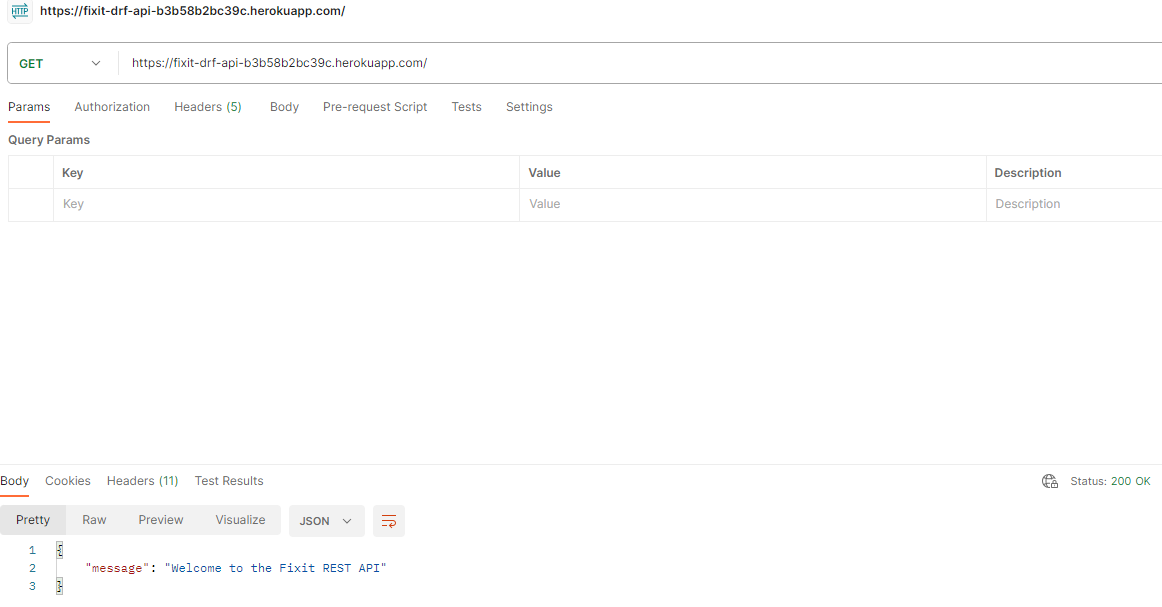 HTTP https://fixit-drf-api-b3b58b2bc39c.herokuapp.com/
GET https://fixit-drf-api-b3b58b2bc39c.herokuapp.com/
Params Authorization Headers (5) Body Pre-request Script Tests Settings
Query Params
Key Value Description
Key Value Description
Body Cookies Headers (11) Test Results Status: 200 OK
Pretty Raw Preview Visualize JSON
1 {
2 "message": "Welcome to the Fixit REST API"
3 }